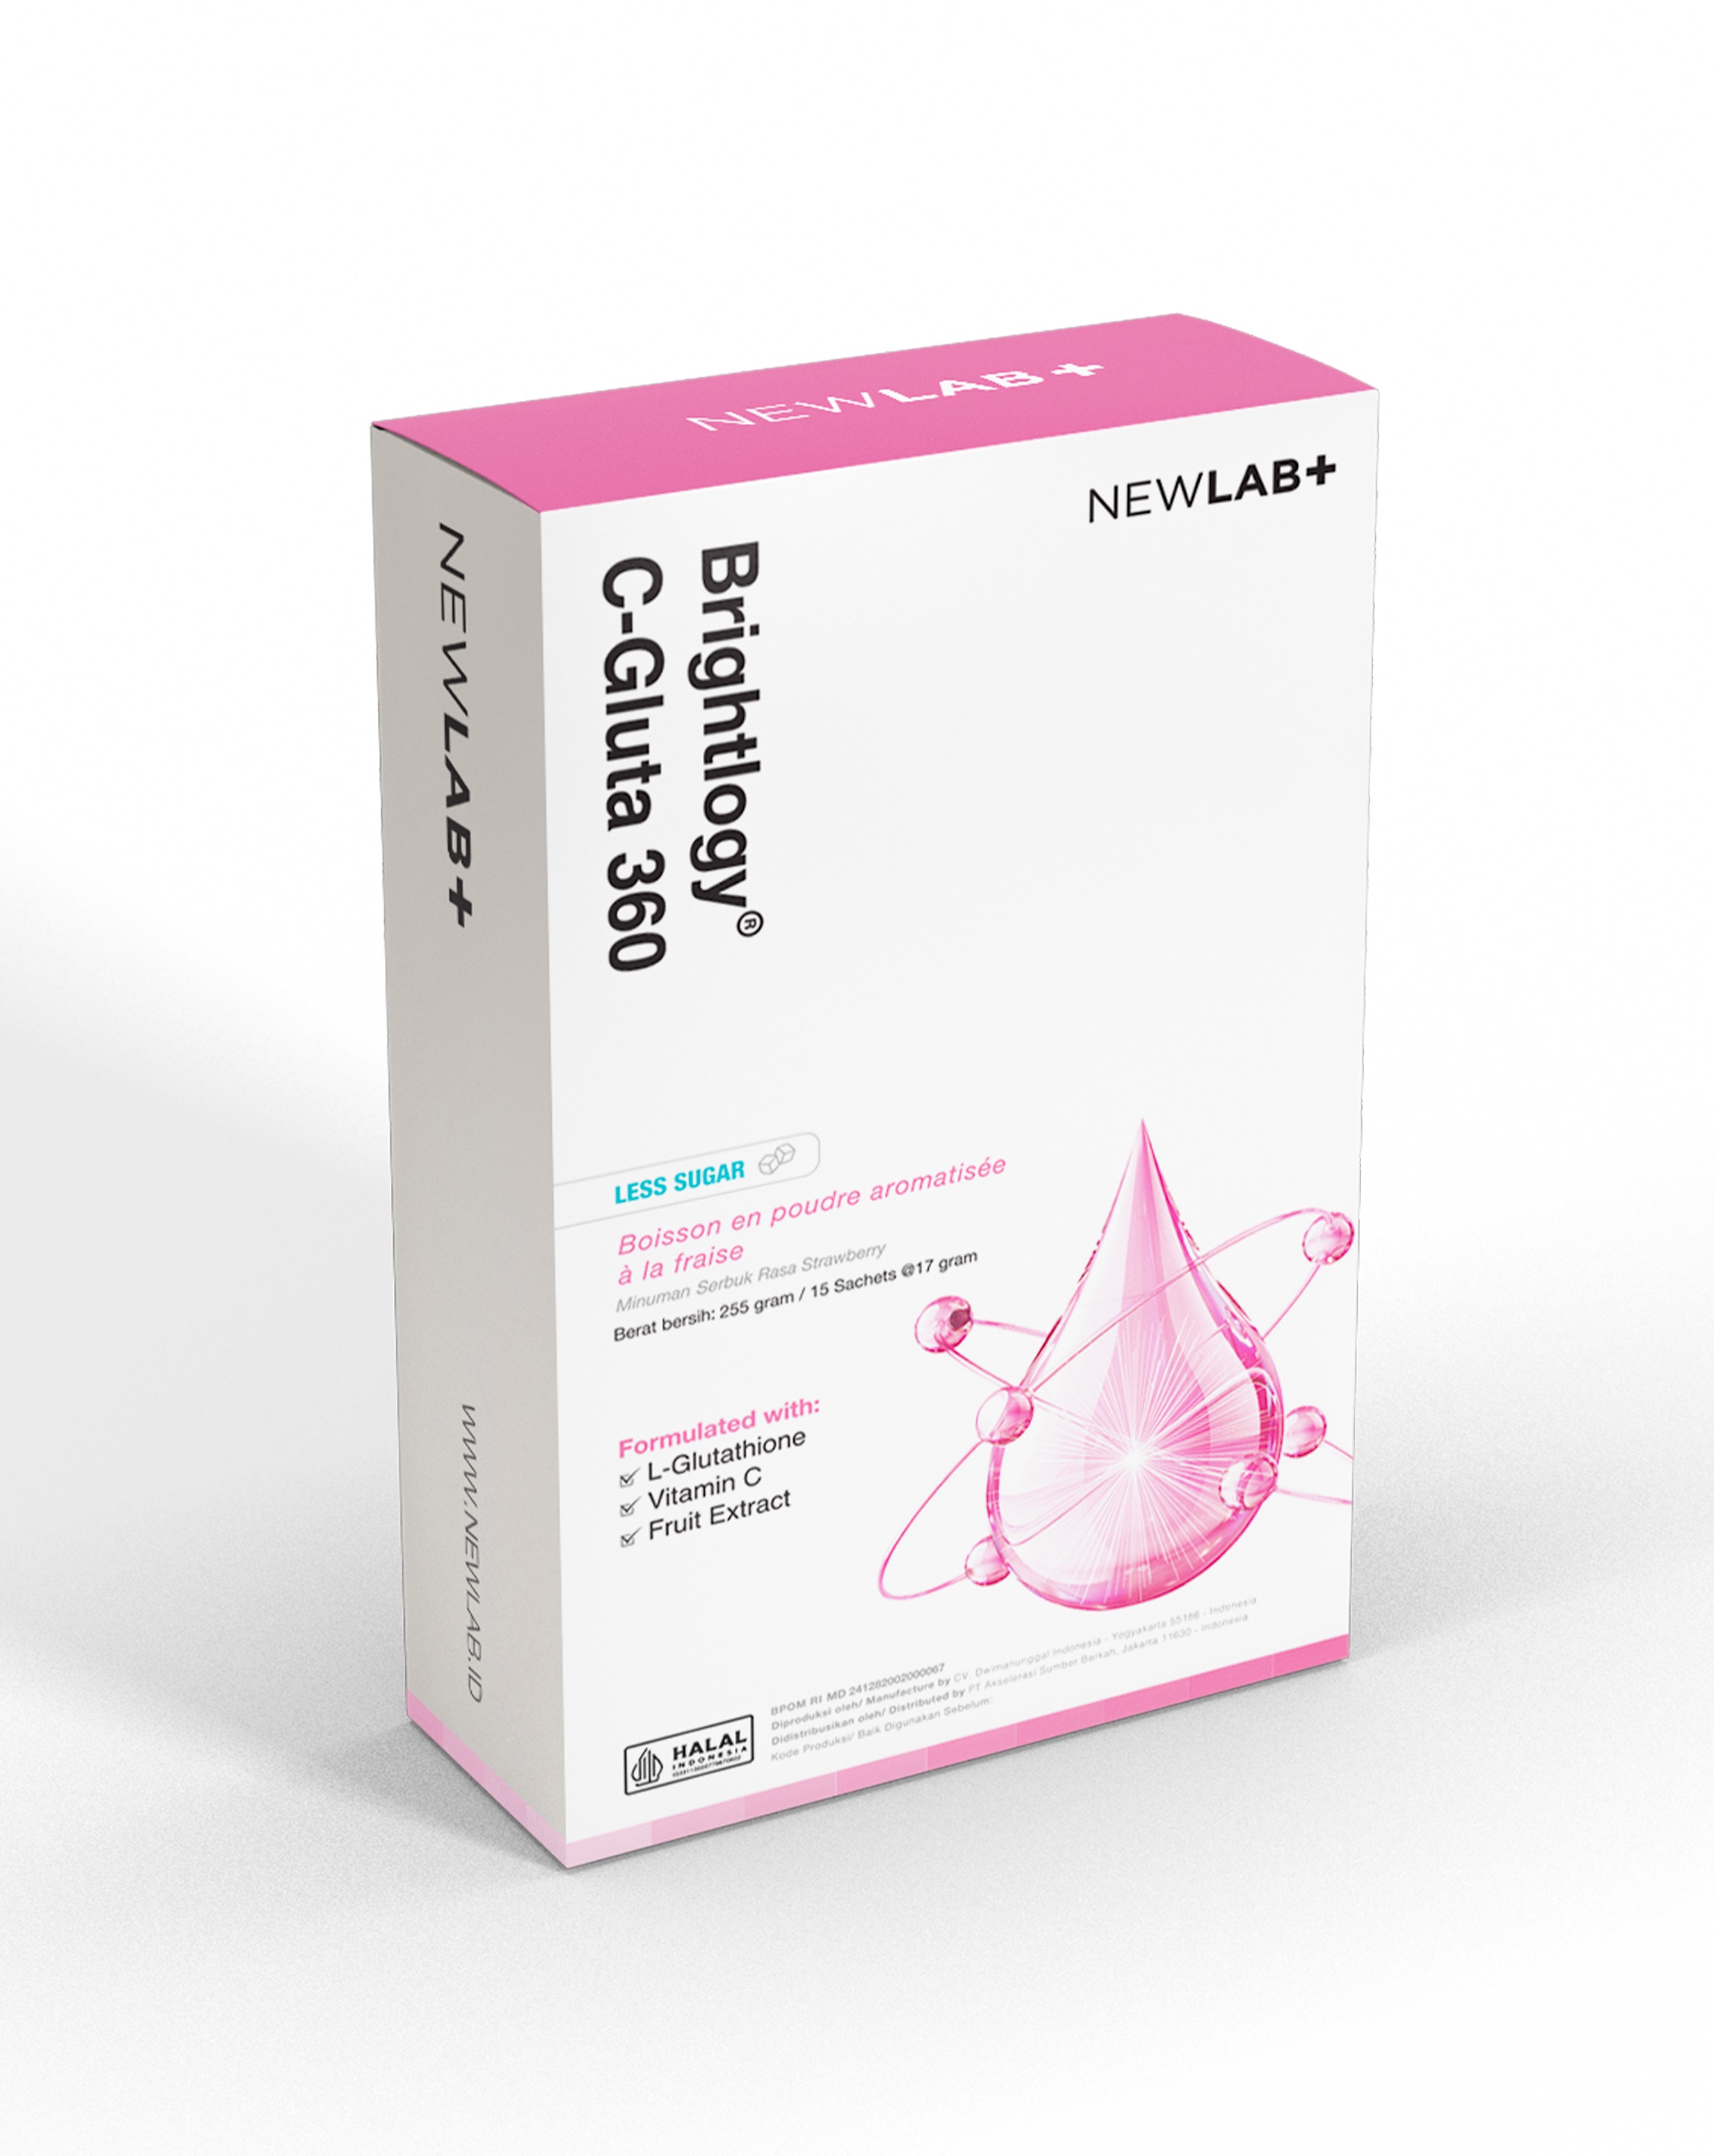 NEWLAB+
NEWLAB+
NEWLAB+
WWW.NEWLAB.ID
Brightlogy®
C-Gluta 360
LESS SUGAR
Boisson en poudre aromatisée
à la fraise
Minuman Serbuk Rasa Strawberry
Berat bersih: 255 gram / 15 Sachets @17 gram
Formulated with:
L-Glutathione
Vitamin C
Fruit Extract
HALAL
INDONESIA
BPOM RI MD 241282002000067
Diproduksi oleh/ Manufacture by CV. Dwimanunggal Indonesia - Yogyakarta 55186 - Indonesia
Didistribusikan oleh/ Distributed by PT Akselerasi Sumber Berkah, Jakarta 11630 - Indonesia
Kode Produksi/ Baik Digunakan Sebelum: